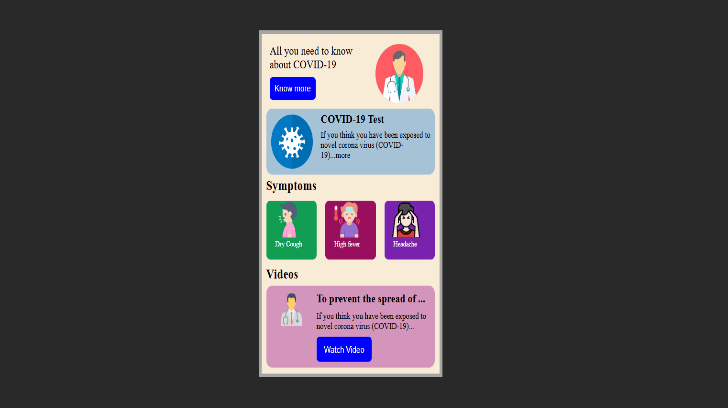 All you need to know
about COVID-19
Know more
COVID-19 Test
If you think you have been exposed to
novel corona virus (COVID-
19)...more
Symptoms
Dry Cough
High fever
Headache
Videos
To prevent the spread of ...
If you think you have been exposed to
novel corona virus (COVID-19)...
Watch Video